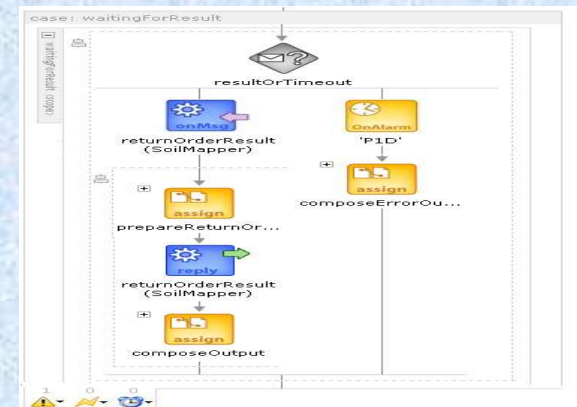 case: waitingForResult
waitingForResult (scope)
resultOrTimeout
onMsg
returnOrderResult
(SoilMapper)
OnAlarm
'P1D'
assign
prepareReturnOr...
assign
composeErrorOu...
reply
returnOrderResult
(SoilMapper)
assign
composeOutput
1 0 0